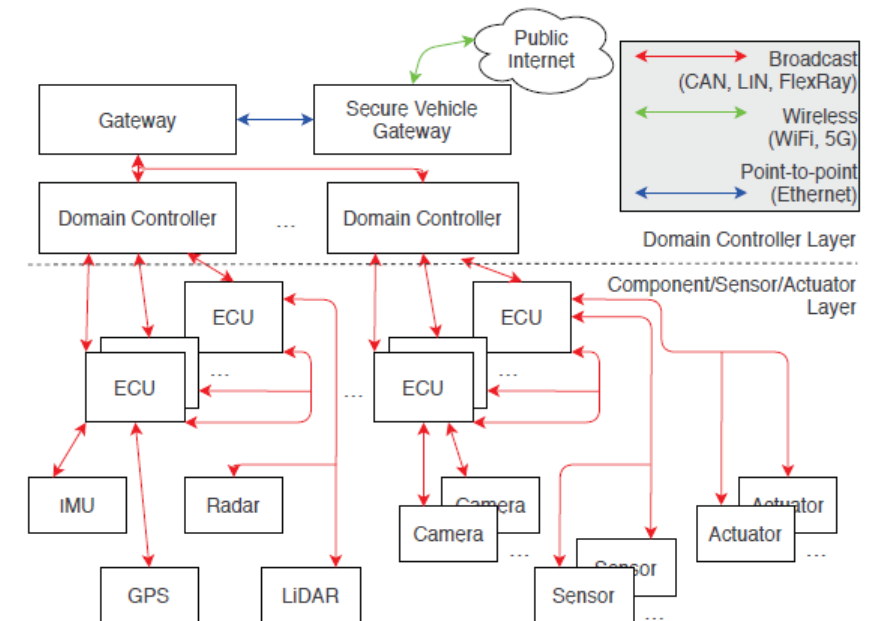 Public
Internet
Broadcast
(CAN, LIN, FlexRay)
Wireless
(WiFi, 5G)
Point-to-point
(Ethernet)
Gateway
Secure Vehicle
Gateway
Domain Controller
...
Domain Controller
Domain Controller Layer
Component/Sensor/Actuator
Layer
ECU
ECU
...
...
ECU
...
ECU
IMU
Radar
Camera
Camera
...
Actuator
Actuator
...
GPS
LiDAR
Sensor
Sensor
...